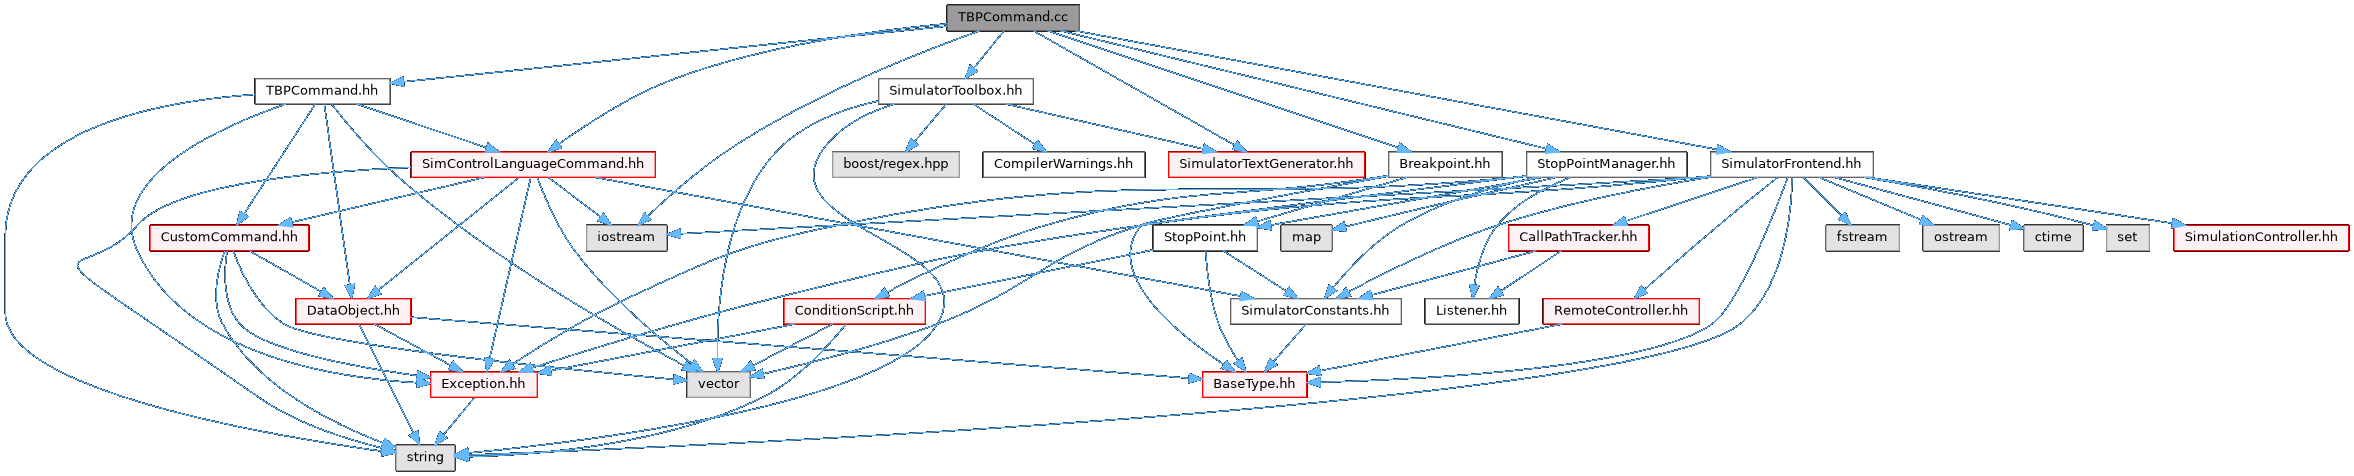 TBPCommand.cc
TBPCommand.hh
SimulatorToolbox.hh
SimControlLanguageCommand.hh
boost/regex.hpp
CompilerWarnings.hh
SimulatorTextGenerator.hh
Breakpoint.hh
StopPointManager.hh
SimulatorFrontend.hh
CustomCommand.hh
iostream
StopPoint.hh
map
CallPathTracker.hh
fstream
ostream
ctime
set
SimulationController.hh
DataObject.hh
ConditionScript.hh
SimulatorConstants.hh
Listener.hh
RemoteController.hh
Exception.hh
vector
BaseType.hh
string